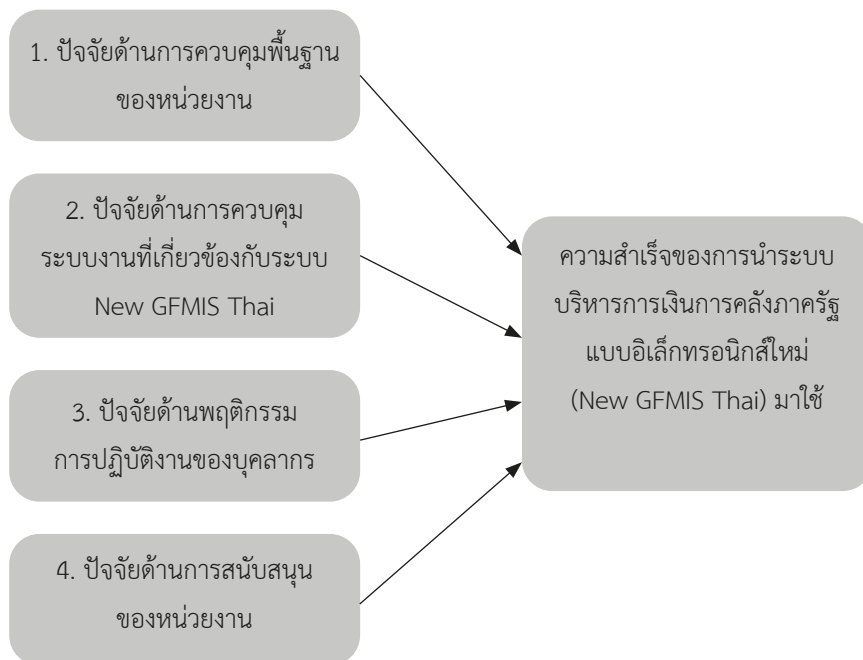 1. ปัจจัยด้านการควบคุมพื้นฐาน
ของหน่วยงาน
2. ปัจจัยด้านการควบคุม
ระบบงานที่เกี่ยวข้องกับระบบ
New GFMIS Thai
3. ปัจจัยด้านพฤติกรรม
การปฏิบัติงานของบุคลากร
4. ปัจจัยด้านการสนับสนุน
ของหน่วยงาน
ความสำเร็จของการนำระบบ
บริหารการเงินการคลังภาครัฐ
แบบอิเล็กทรอนิกส์ใหม่
(New GFMIS Thai) มาใช้